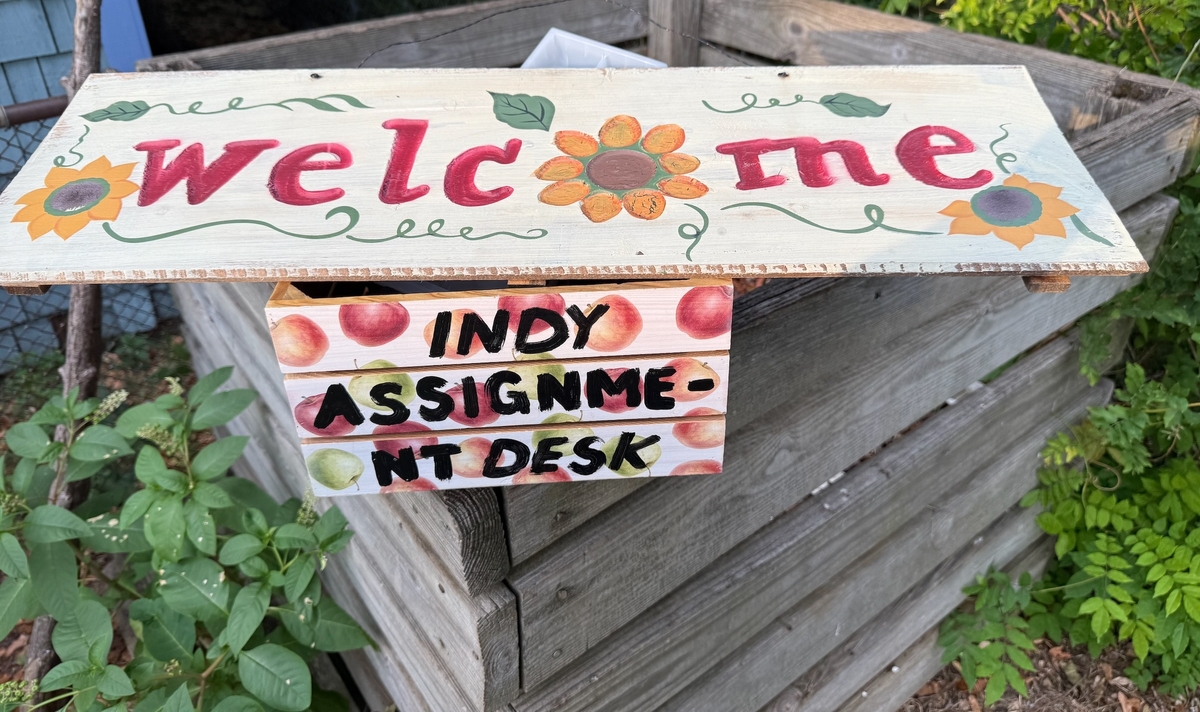 welcome
INDY
ASSIGNME-
NT DESK